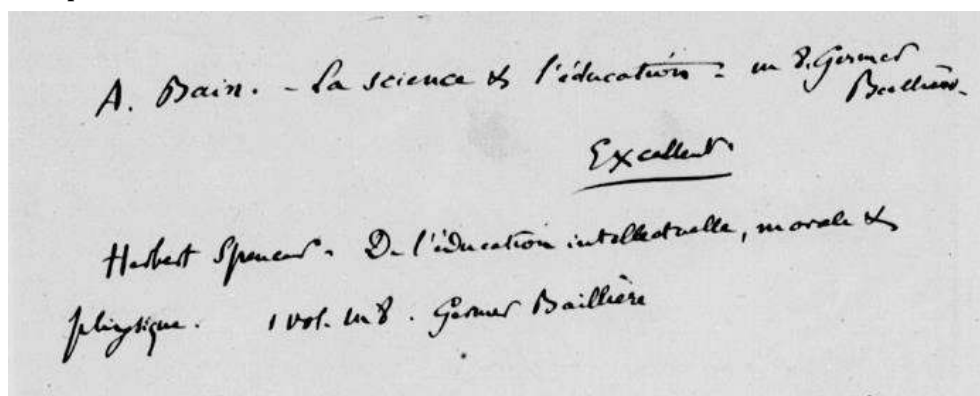 A. Bain. - La science & l'éducation - in 8. Germer
Baillière.
Excellent
Herbert Spencer. De l'éducation intellectuelle, morale &
physique. 1 vol. in 8. Germer Baillière